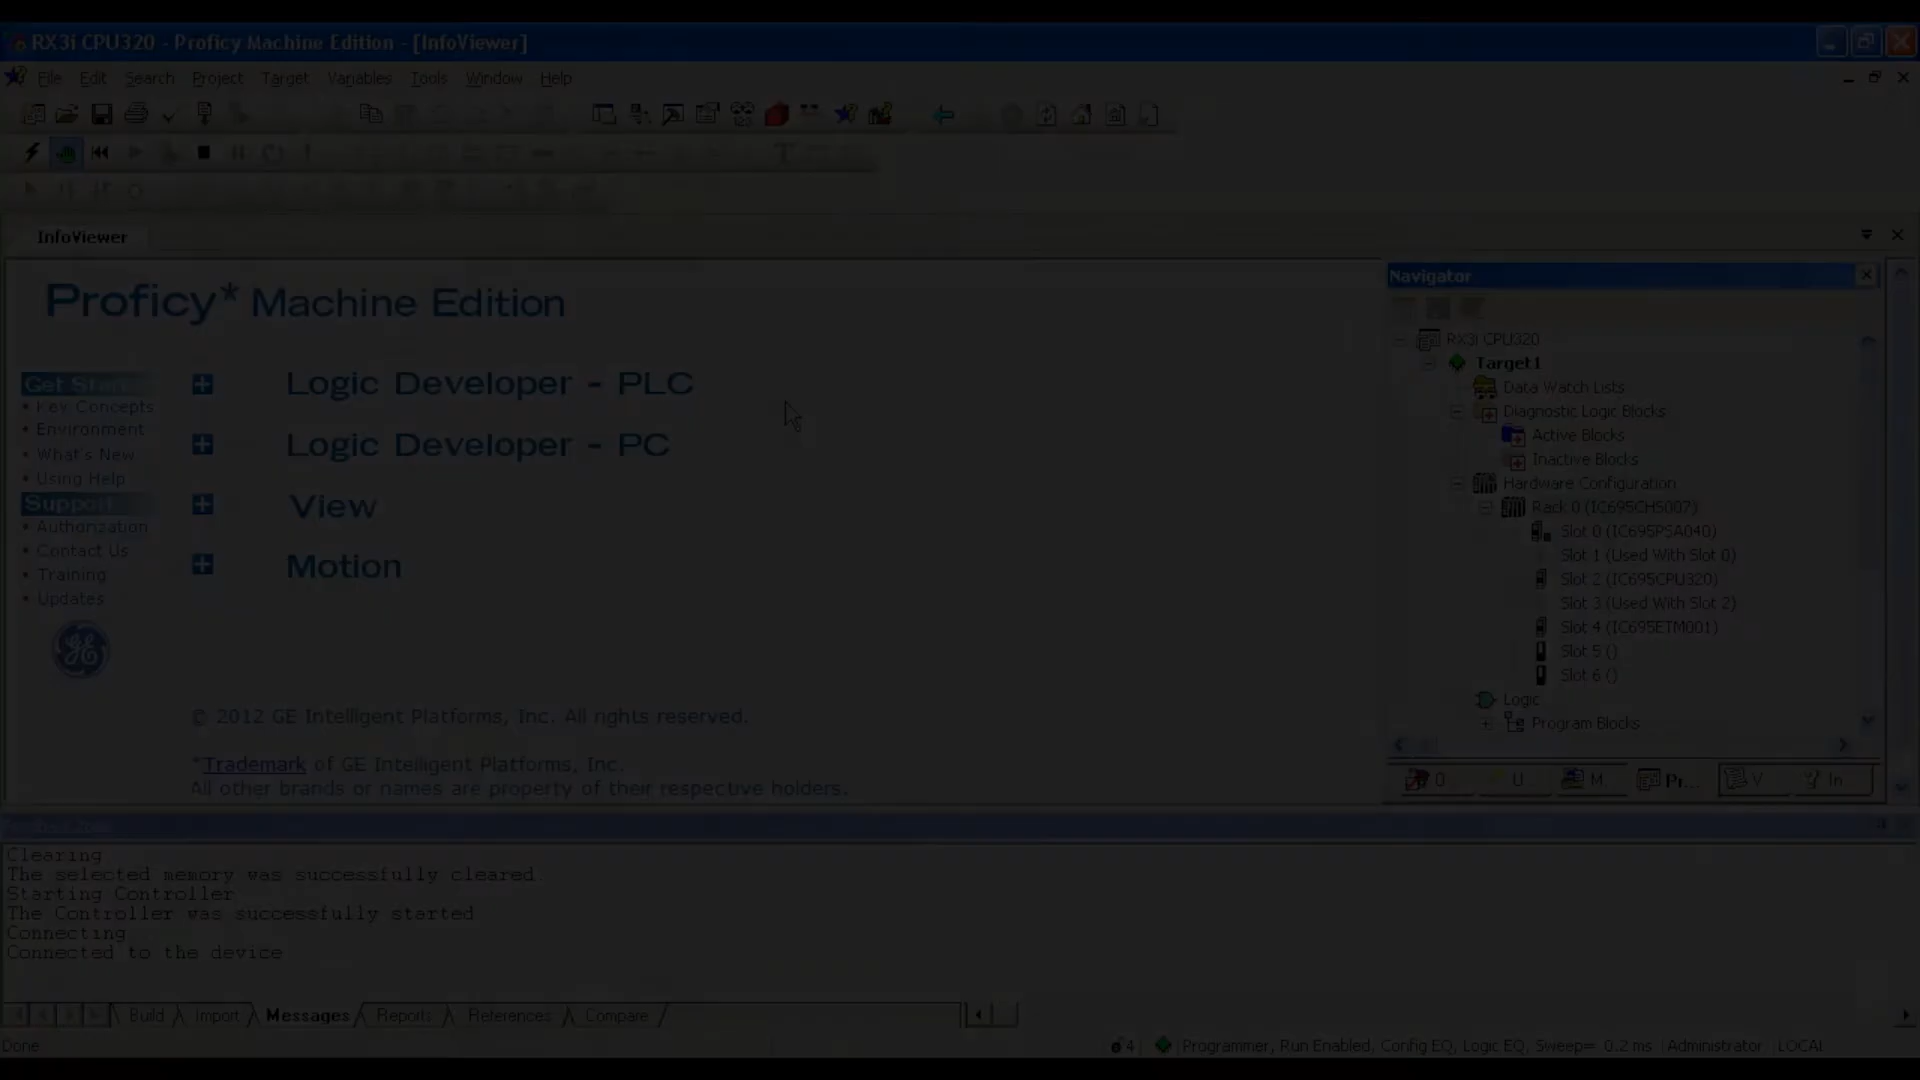 RX3i CPU320 - Proficy Machine Edition - [InfoViewer]
File Edit Search Project Target Variables Tools Window Help
InfoViewer
Proficy* Machine Edition
Get Start
• Key Concepts
• Environment
• What's New
• Using Help
Support
• Authorization
• Contact Us
• Training
• Updates
Logic Developer - PLC
Logic Developer - PC
View
Motion
© 2012 GE Intelligent Platforms, Inc. All rights reserved.
*Trademark of GE Intelligent Platforms, Inc.
All other brands or names are property of their respective holders.
Navigator
RX3i CPU320
Target1
Data Watch Lists
Diagnostic Logic Blocks
Active Blocks
Inactive Blocks
Hardware Configuration
Rack 0 (IC695CHS007)
Slot 0 (IC695PSA040)
Slot 1 (Used With Slot 0)
Slot 2 (IC695CPU320)
Slot 3 (Used With Slot 2)
Slot 4 (IC695ETM001)
Slot 5 ()
Slot 6 ()
Logic
Program Blocks
O U M Pr... V In
Clearing
The selected memory was successfully cleared.
Starting Controller
The Controller was successfully started
Connecting
Connected to the device
Build Import Messages Reports References Compare
Done
4 Programmer, Run Enabled, Config EQ, Logic EQ, Sweep= 0.2 ms Administrator LOCAL